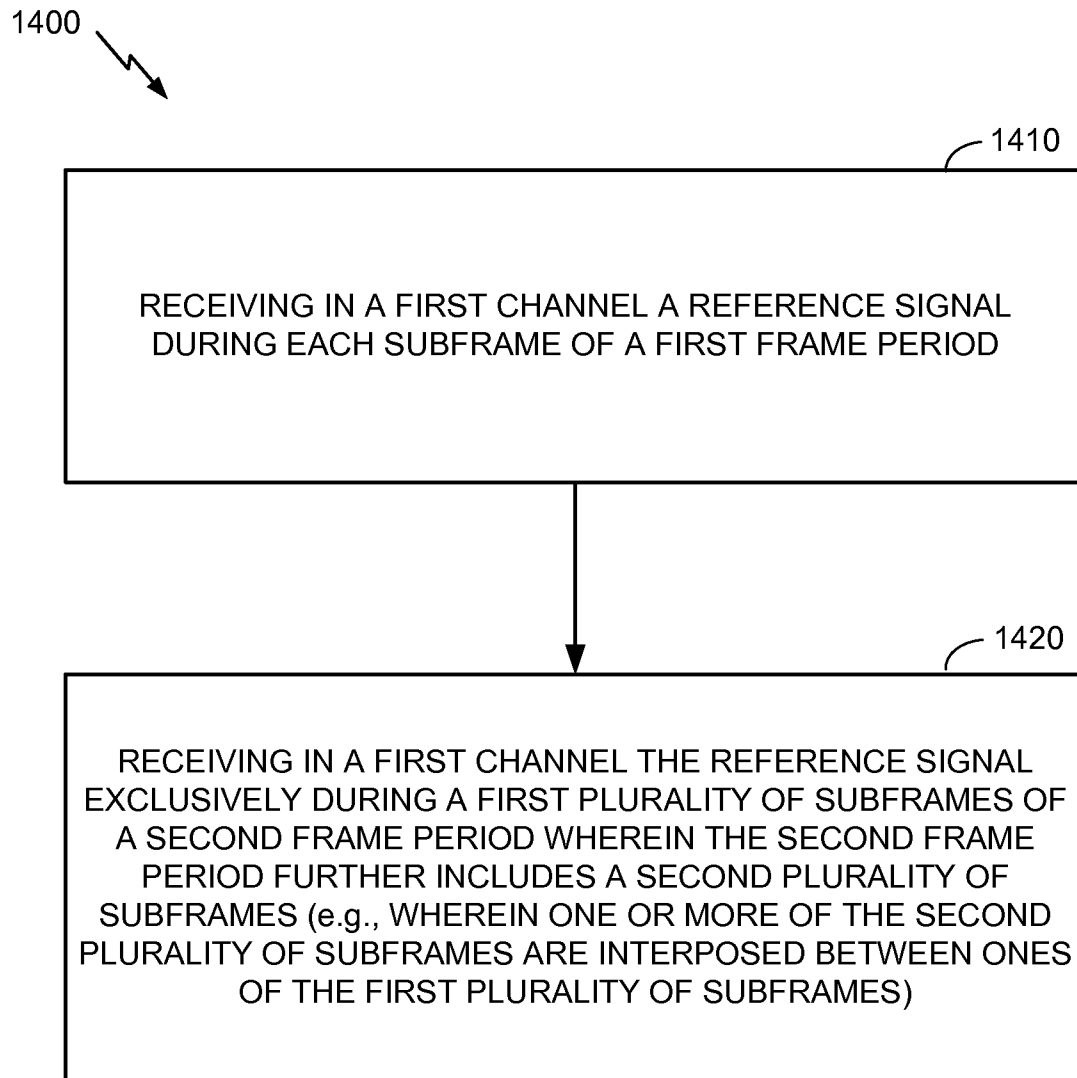 1400
1410
RECEIVING IN A FIRST CHANNEL A REFERENCE SIGNAL
DURING EACH SUBFRAME OF A FIRST FRAME PERIOD
1420
RECEIVING IN A FIRST CHANNEL THE REFERENCE SIGNAL
EXCLUSIVELY DURING A FIRST PLURALITY OF SUBFRAMES OF
A SECOND FRAME PERIOD WHEREIN THE SECOND FRAME
PERIOD FURTHER INCLUDES A SECOND PLURALITY OF
SUBFRAMES (e.g., WHEREIN ONE OR MORE OF THE SECOND
PLURALITY OF SUBFRAMES ARE INTERPOSED BETWEEN ONES
OF THE FIRST PLURALITY OF SUBFRAMES)